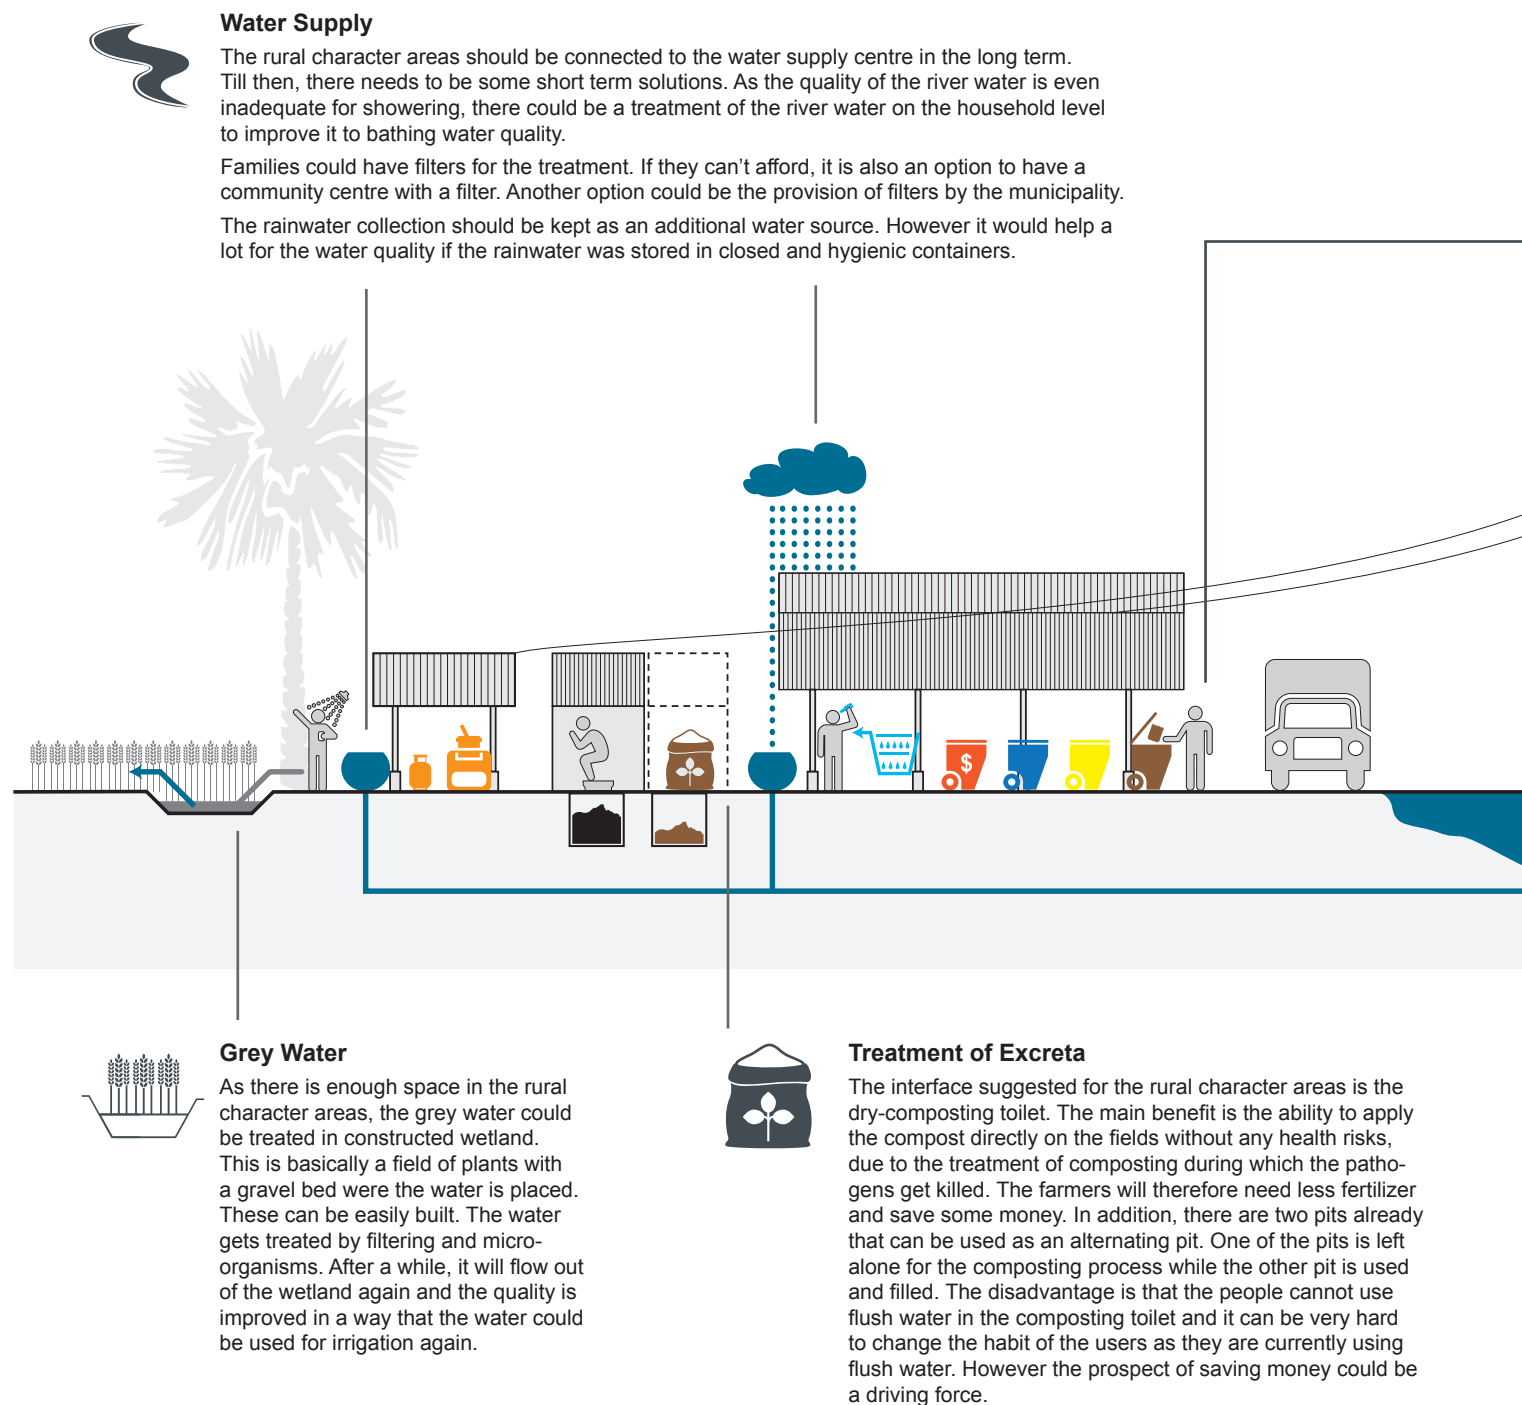 Water Supply
The rural character areas should be connected to the water supply centre in the long term.
Till then, there needs to be some short term solutions. As the quality of the river water is even
inadequate for showering, there could be a treatment of the river water on the household level
to improve it to bathing water quality.
Families could have filters for the treatment. If they can’t afford, it is also an option to have a
community centre with a filter. Another option could be the provision of filters by the municipality.
The rainwater collection should be kept as an additional water source. However it would help a
lot for the water quality if the rainwater was stored in closed and hygienic containers.
$
Grey Water
As there is enough space in the rural
character areas, the grey water could
be treated in constructed wetland.
This is basically a field of plants with
a gravel bed were the water is placed.
These can be easily built. The water
gets treated by filtering and micro-
organisms. After a while, it will flow out
of the wetland again and the quality is
improved in a way that the water could
be used for irrigation again.
Treatment of Excreta
The interface suggested for the rural character areas is the
dry-composting toilet. The main benefit is the ability to apply
the compost directly on the fields without any health risks,
due to the treatment of composting during which the patho-
gens get killed. The farmers will therefore need less fertilizer
and save some money. In addition, there are two pits already
that can be used as an alternating pit. One of the pits is left
alone for the composting process while the other pit is used
and filled. The disadvantage is that the people cannot use
flush water in the composting toilet and it can be very hard
to change the habit of the users as they are currently using
flush water. However the prospect of saving money could be
a driving force.